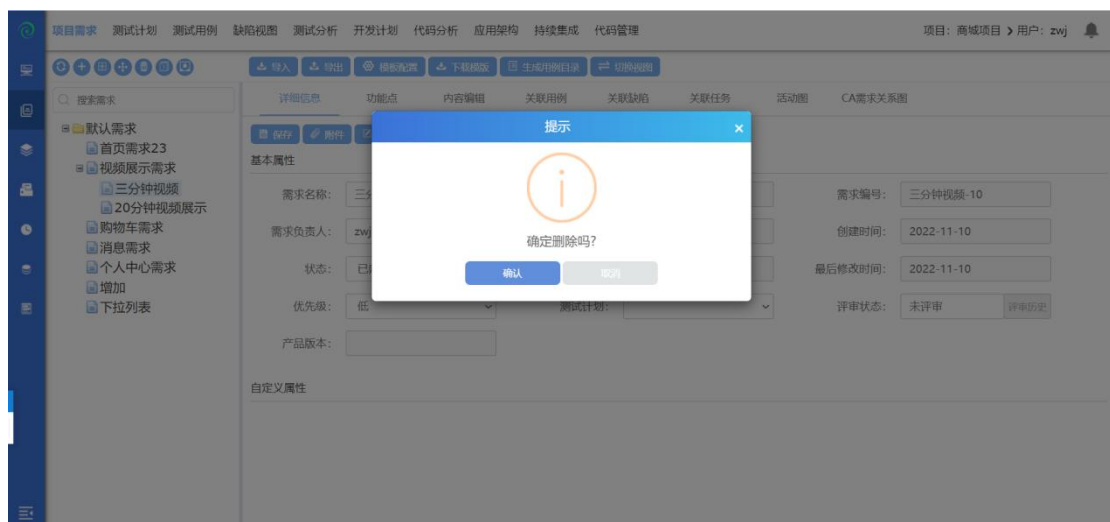 项目需求 测试计划 测试用例 缺陷视图 测试分析 开发计划 代码分析 应用架构 持续集成 代码管理 项目：商城项目 ❯ 用户：zwj
导入 导出 模板配置 下载模版 生成用例目录 切换视图
搜索需求
详细信息 功能点 内容编辑 关联用例 关联缺陷 关联任务 活动图 CA需求关系图
默认需求
首页需求23
视频展示需求
三分钟视频
20分钟视频展示
购物车需求
消息需求
个人中心需求
增加
下拉列表
保存 附件
提示 ×
确定删除吗?
确认 取消
基本属性
需求名称： 需求编号： 三分钟视频-10
需求负责人： zwj 创建时间： 2022-11-10
状态： 最后修改时间： 2022-11-10
优先级： 低 测试计划： 评审状态： 未评审 评审历史
产品版本：
自定义属性